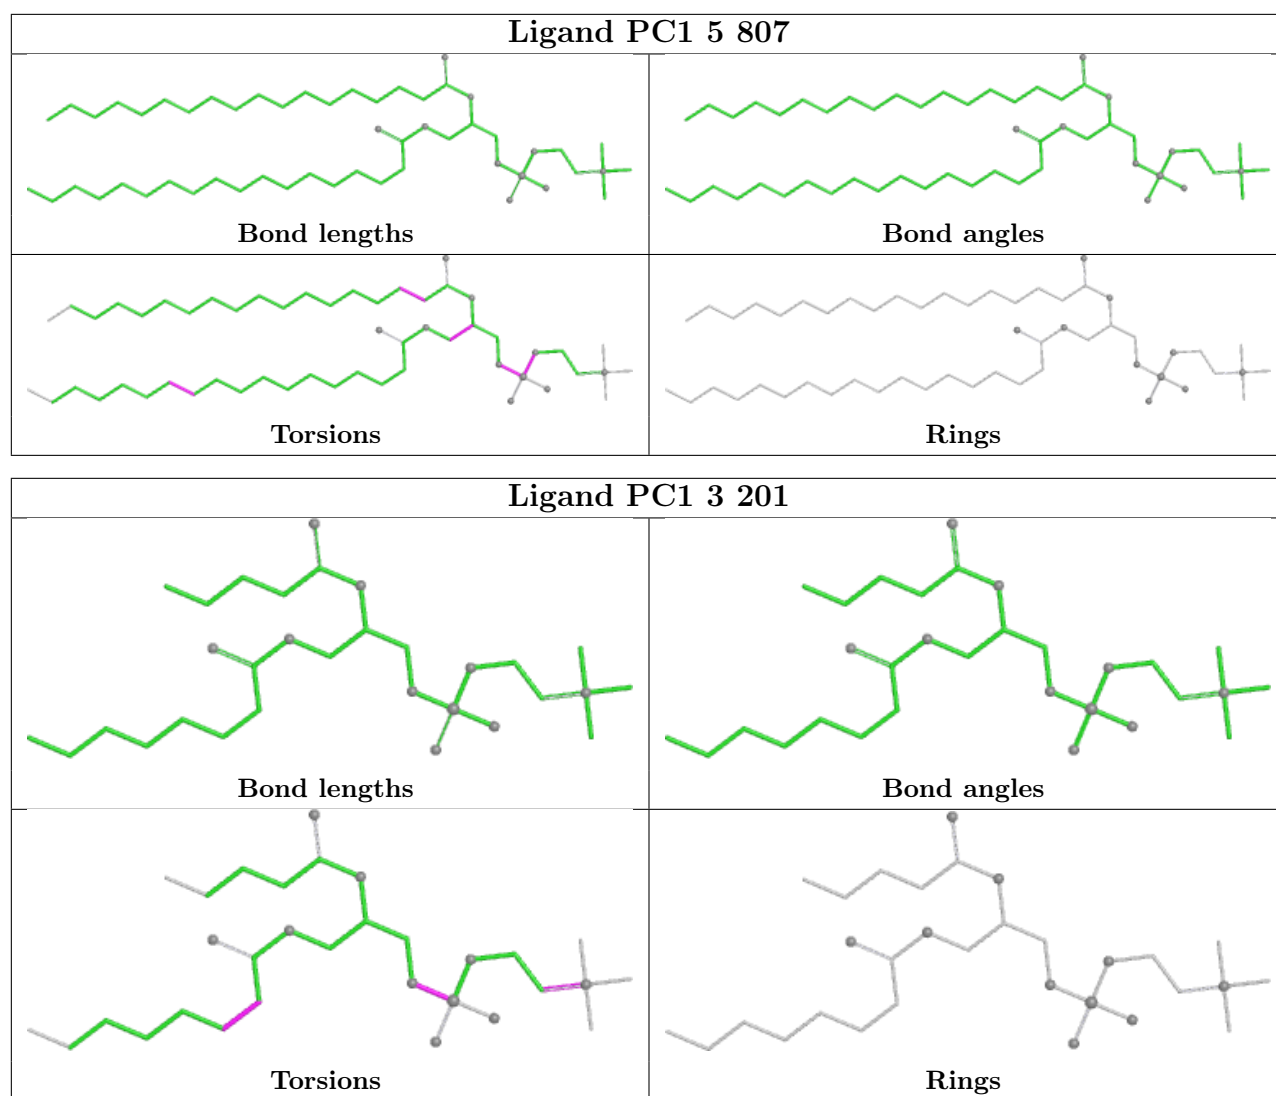 Ligand PC1 5 807
Bond lengths
Bond angles
Torsions
Rings
Ligand PC1 3 201
Bond lengths
Bond angles
Torsions
Rings